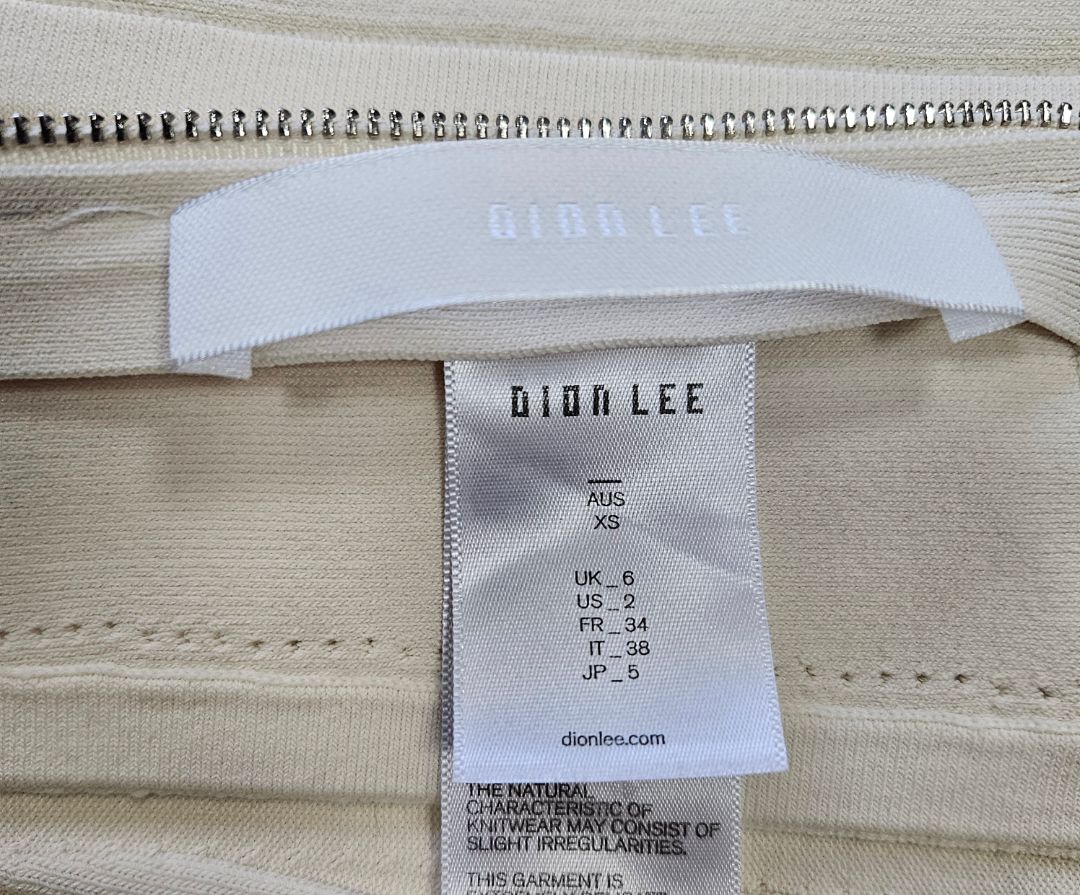 DION LEE
DION LEE
AUS
XS
UK_6
US_2
FR_34
IT_38
JP_5
dionlee.com
THE NATURAL
CHARACTERISTIC OF
KNITWEAR MAY CONSIST OF
SLIGHT IRREGULARITIES.
THIS GARMENT IS